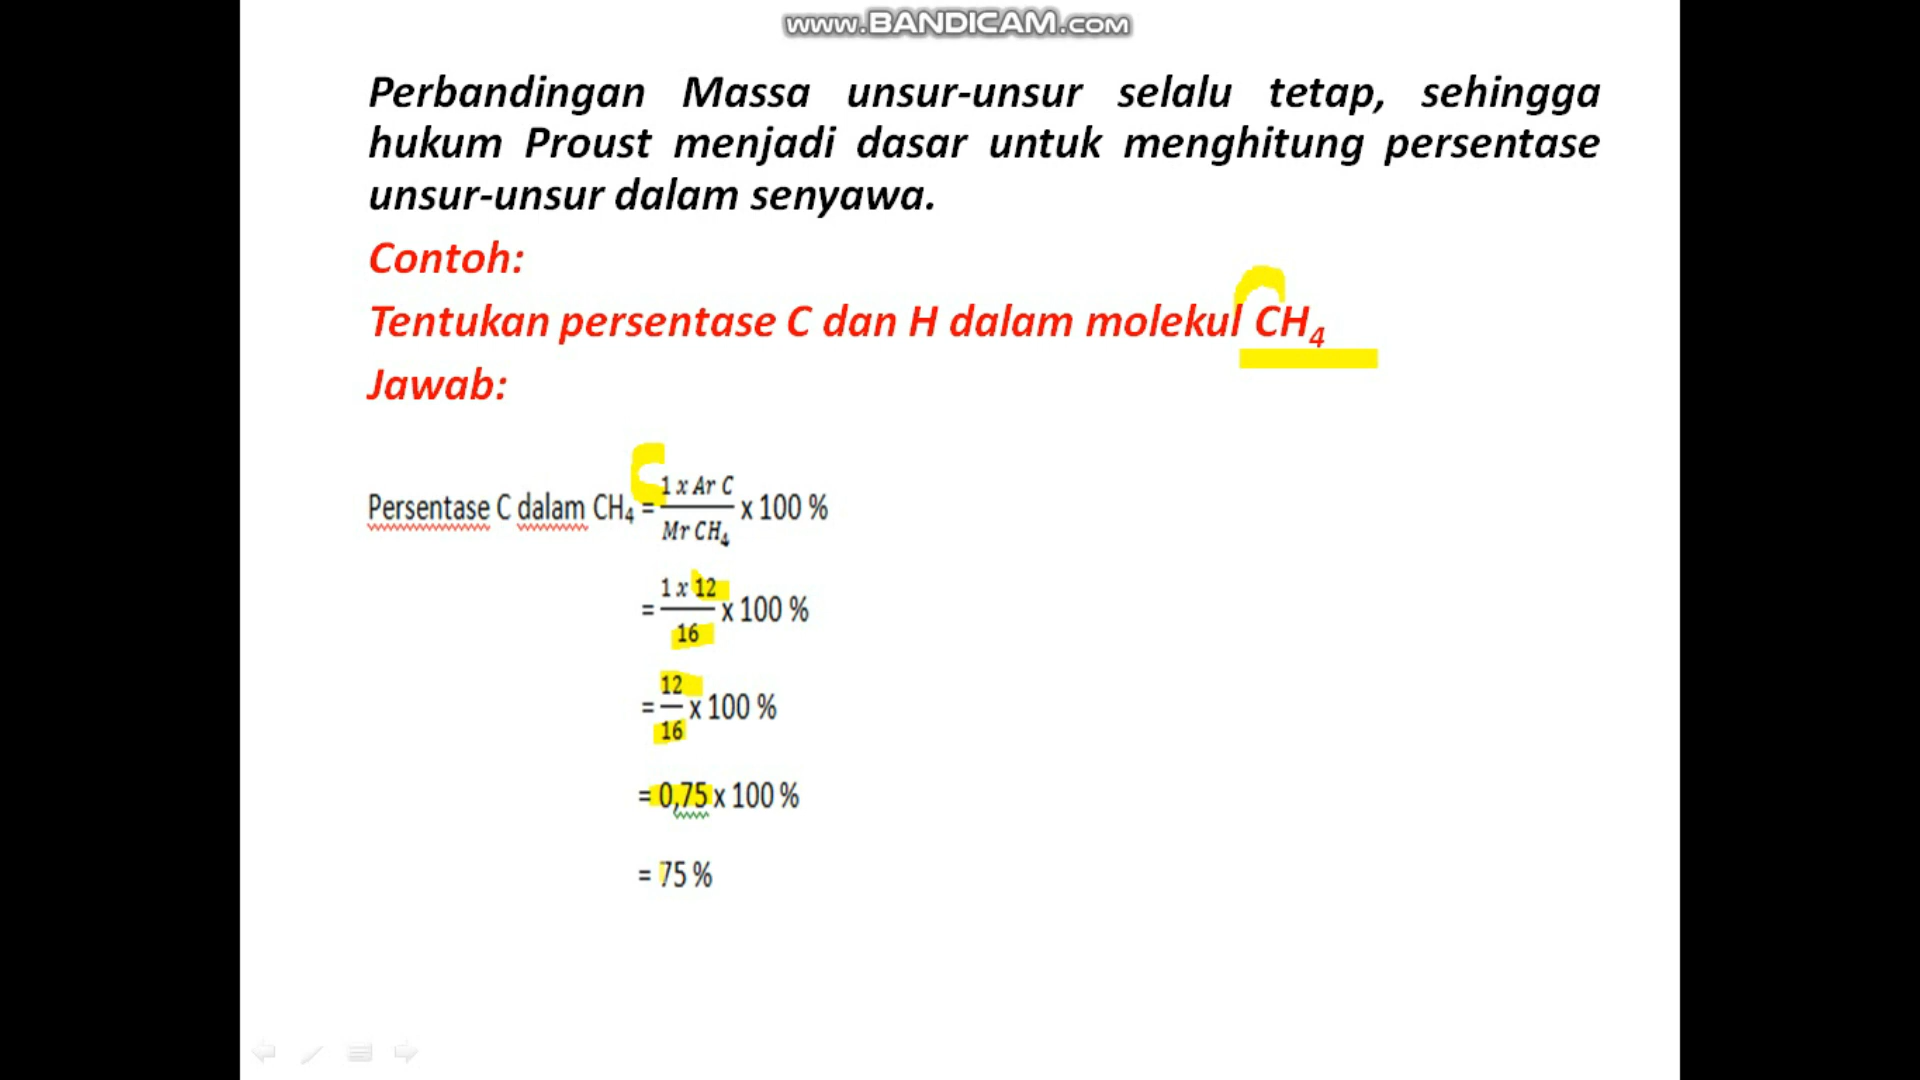 www.BANDICAM.com
Perbandingan Massa unsur-unsur selalu tetap, sehingga
hukum Proust menjadi dasar untuk menghitung persentase
unsur-unsur dalam senyawa.
Contoh:
Tentukan persentase C dan H dalam molekul CH₄
Jawab:
Persentase C dalam CH₄ = (1 x Ar C)/(Mr CH₄) x 100 %
= (1 x 12)/16 x 100 %
= 12/16 x 100 %
= 0,75 x 100 %
= 75 %